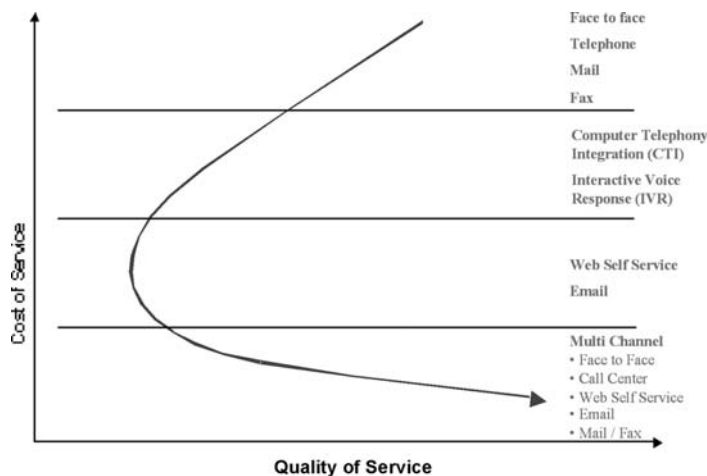 Face to face
Telephone
Mail
Fax
Computer Telephony
Integration (CTI)
Interactive Voice
Response (IVR)
Web Self Service
Email
Multi Channel
• Face to Face
• Call Center
• Web Self Service
• Email
• Mail / Fax
Cost of Service
Quality of Service